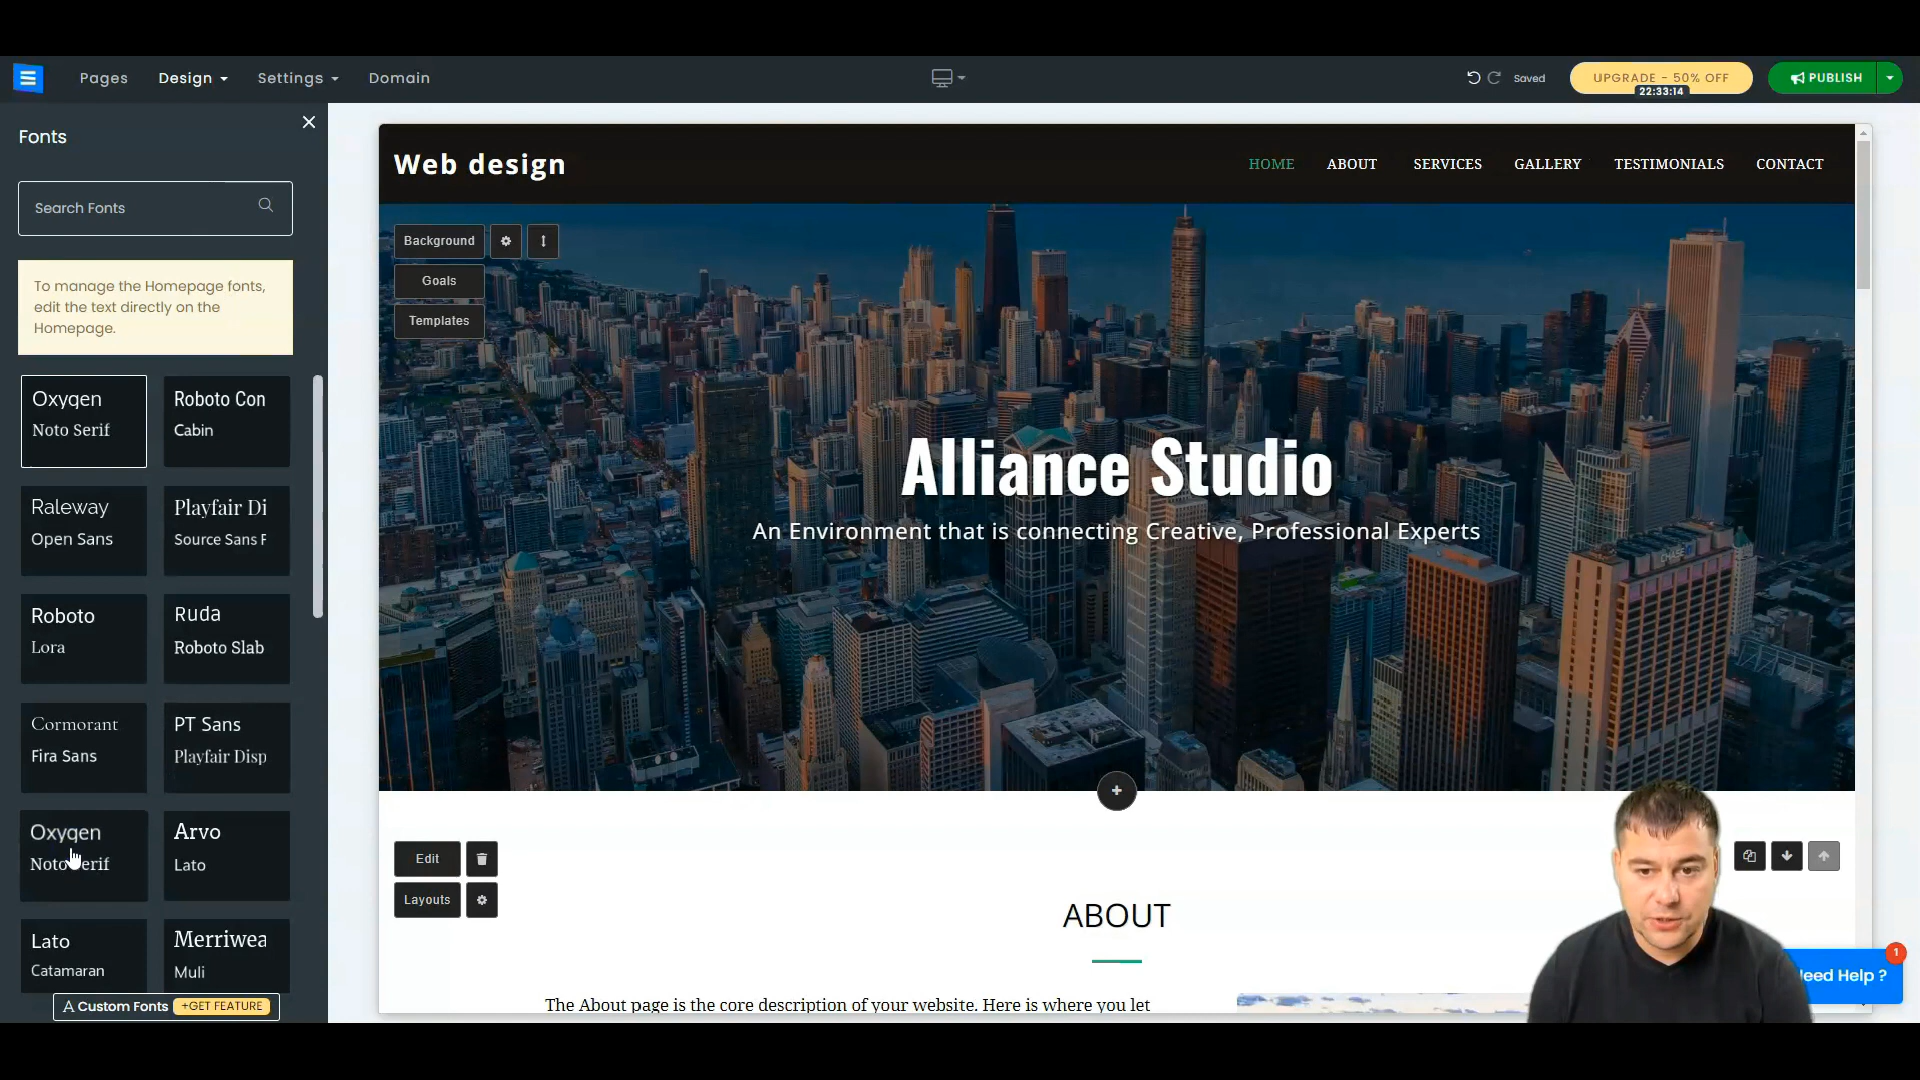 Pages
Design
Settings
Domain
Saved
UPGRADE - 50% OFF
22:33:14
PUBLISH
Fonts
Search Fonts
To manage the Homepage fonts,
edit the text directly on the
Homepage.
Oxygen
Noto Serif
Roboto Con
Cabin
Raleway
Open Sans
Playfair Di
Source Sans F
Roboto
Lora
Ruda
Roboto Slab
Cormorant
Fira Sans
PT Sans
Playfair Disp
Oxygen
Noto Serif
Arvo
Lato
Lato
Catamaran
Merriwea
Muli
A Custom Fonts +GET FEATURE
Web design
HOME ABOUT SERVICES GALLERY TESTIMONIALS CONTACT
Background
Goals
Templates
Alliance Studio
An Environment that is connecting Creative, Professional Experts
+
Edit
Layouts
ABOUT
The About page is the core description of your website. Here is where you let
eed Help ?
1